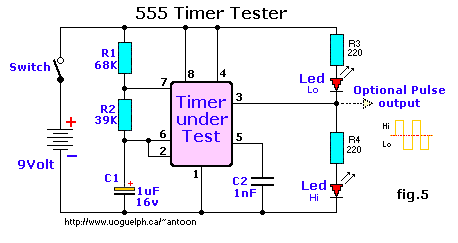 555 Timer Tester
Switch
R1
68K
R2
39K
7
8
4
Timer
under
Test
3
6
2
5
1
R3
220
Led
Lo
Optional Pulse
output
Hi
Lo
R4
220
Led
Hi
+
–
9Volt
C1
+
1uF
16v
C2
1nF
fig.5
http://www.uoguelph.ca/~antoon